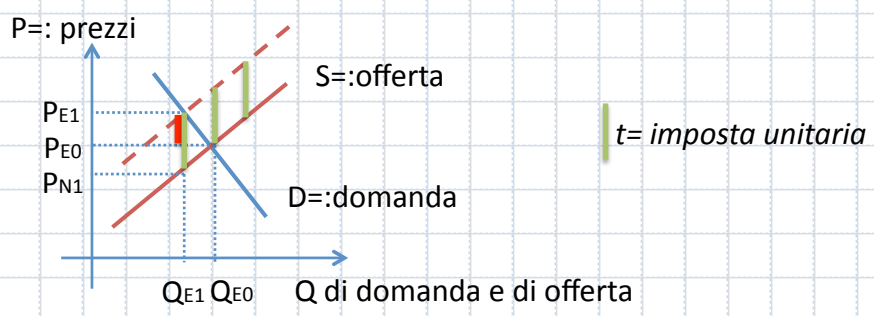 P=: prezzi
S=:offerta
PE1
t= imposta unitaria
PE0
PN1
D=:domanda
QE1 QE0 Q di domanda e di offerta